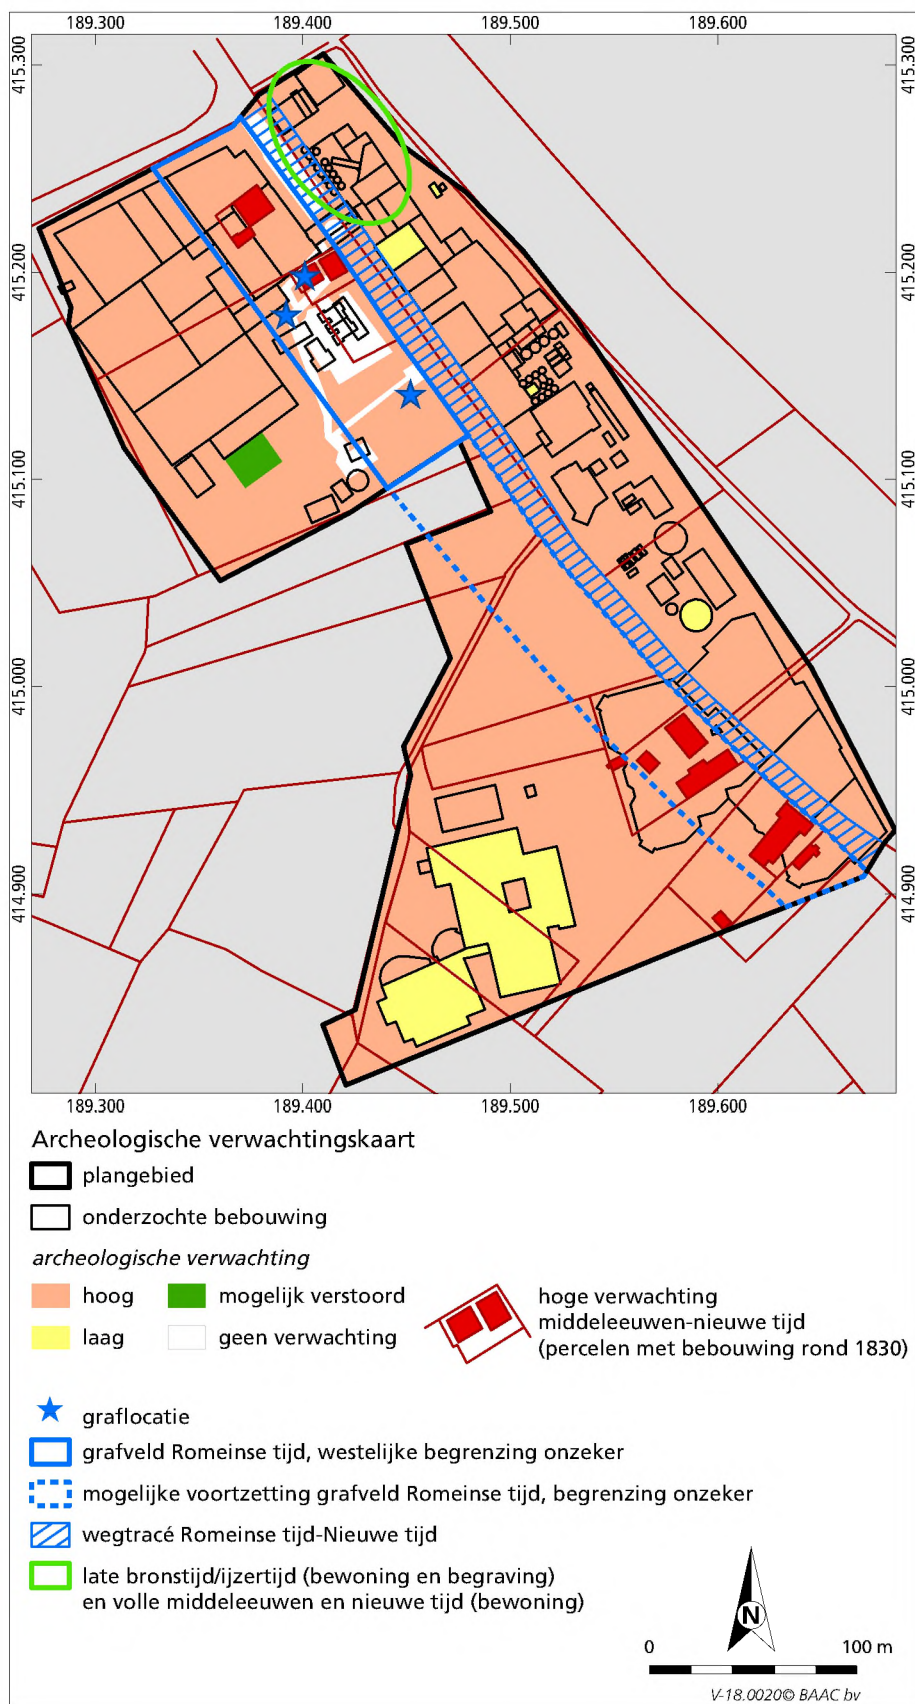 189.300 189.400 189.500 189.600
415.300 415.300
415.200 415.200
415.100 415.100
415.000 415.000
414.900 414.900
189.300 189.400 189.500 189.600
Archeologische verwachtingskaart
plangebied
onderzochte bebouwing
archeologische verwachting
hoog
mogelijk verstoord
laag
geen verwachting
hoge verwachting
middeleeuwen-nieuwe tijd
(percelen met bebouwing rond 1830)
graflocatie
grafveld Romeinse tijd, westelijke begrenzing onzeker
mogelijke voortzetting grafveld Romeinse tijd, begrenzing onzeker
wegtracé Romeinse tijd-Nieuwe tijd
late bronstijd/ijzertijd (bewoning en begraving)
en volle middeleeuwen en nieuwe tijd (bewoning)
N
0 100 m
V-18.0020© BAAC bv